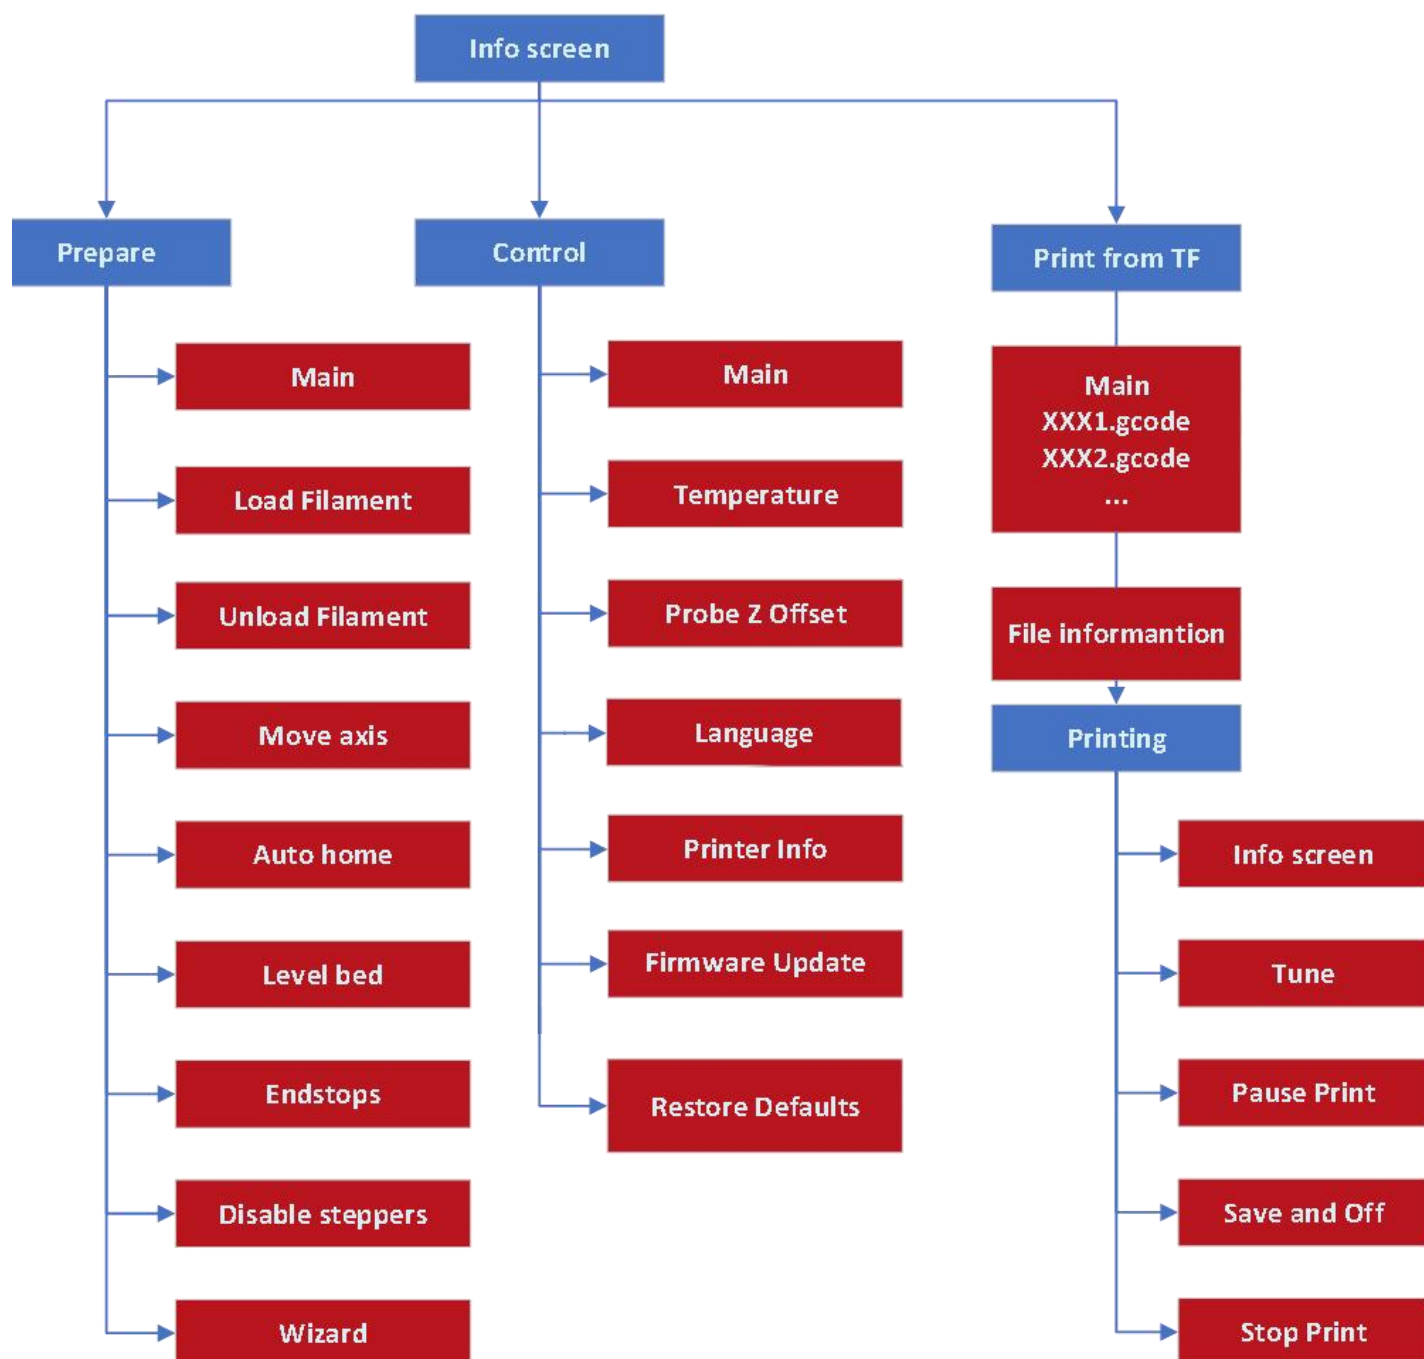 Info screen
Prepare
Control
Print from TF
Main
Load Filament
Unload Filament
Move axis
Auto home
Level bed
Endstops
Disable steppers
Wizard
Main
Temperature
Probe Z Offset
Language
Printer Info
Firmware Update
Restore Defaults
Main
XXX1.gcode
XXX2.gcode
...
File informantion
Printing
Info screen
Tune
Pause Print
Save and Off
Stop Print